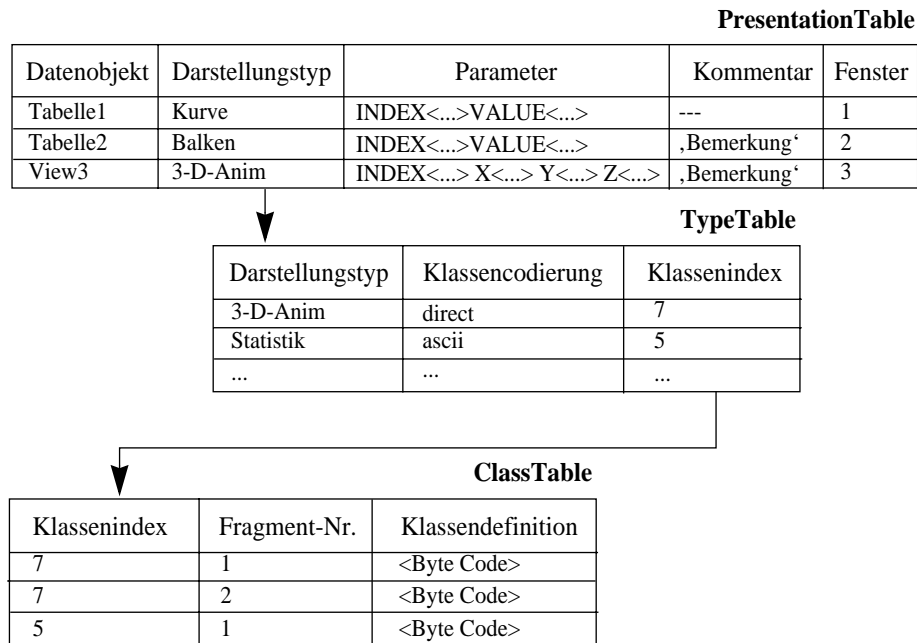 PresentationTable
Datenobjekt Darstellungstyp Parameter Kommentar Fenster
Tabelle1 Kurve INDEX<...>VALUE<...> --- 1
Tabelle2 Balken INDEX<...>VALUE<...> ‚Bemerkung‘ 2
View3 3-D-Anim INDEX<...> X<...> Y<...> Z<...> ‚Bemerkung‘ 3
TypeTable
Darstellungstyp Klassencodierung Klassenindex
3-D-Anim direct 7
Statistik ascii 5
... ... ...
ClassTable
Klassenindex Fragment-Nr. Klassendefinition
7 1 <Byte Code>
7 2 <Byte Code>
5 1 <Byte Code>